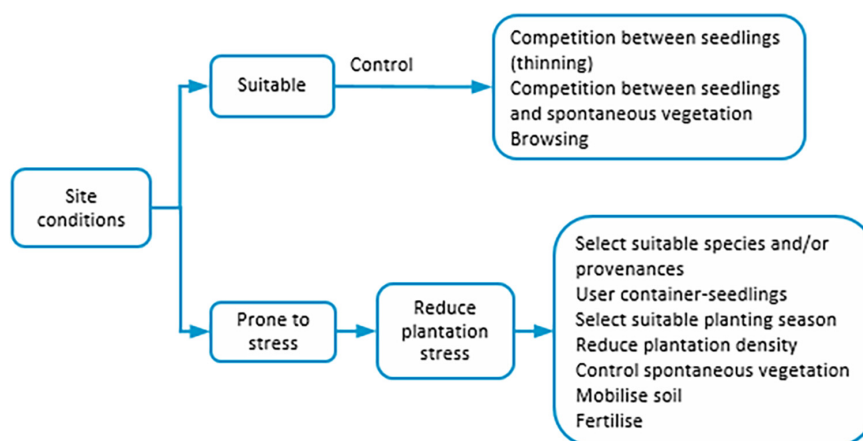 Site
conditions
Suitable
Control
Competition between seedlings
(thinning)
Competition between seedlings
and spontaneous vegetation
Browsing
Prone to
stress
Reduce
plantation
stress
Select suitable species and/or
provenances
User container-seedlings
Select suitable planting season
Reduce plantation density
Control spontaneous vegetation
Mobilise soil
Fertilise